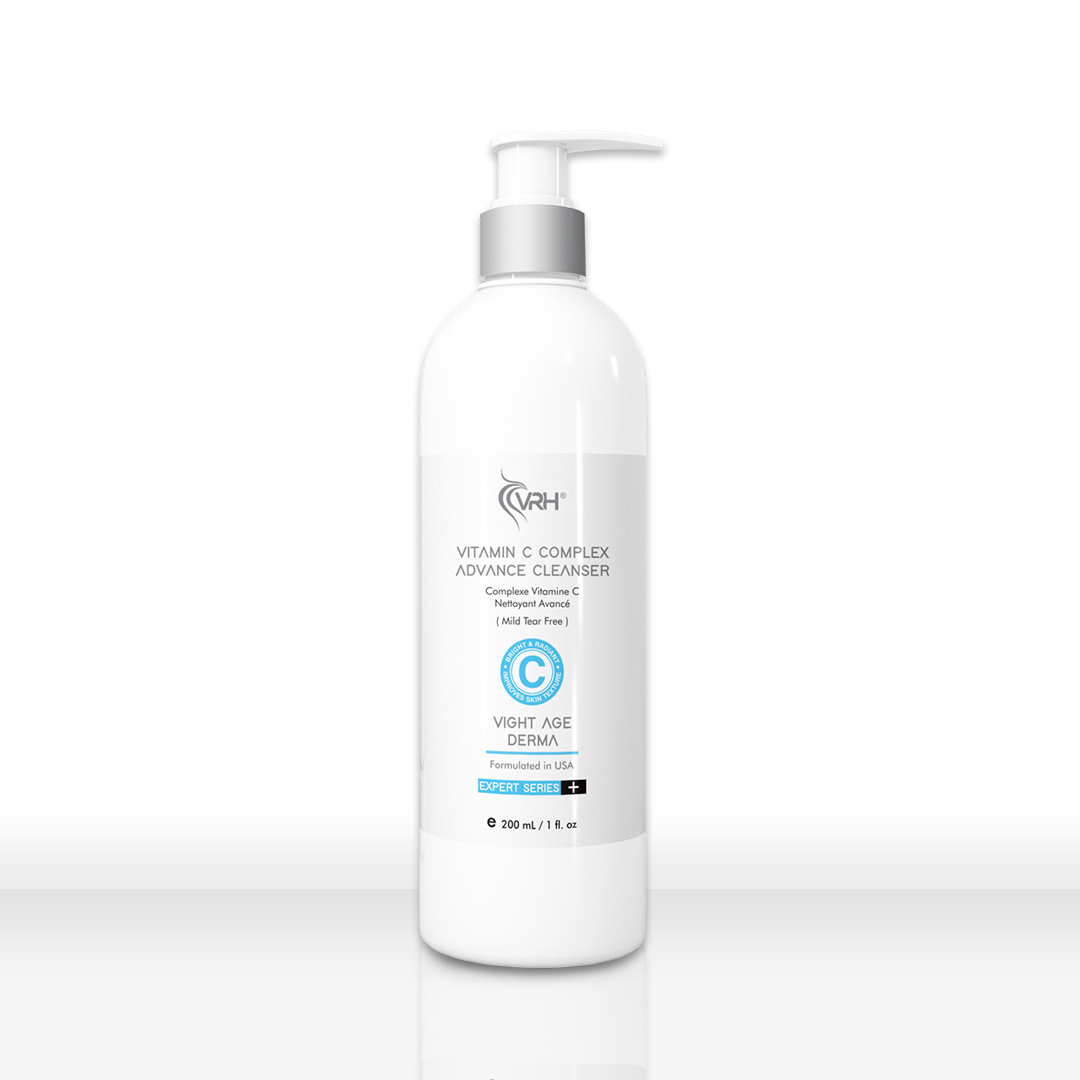 VRH®
VITAMIN C COMPLEX
ADVANCE CLEANSER
Complexe Vitamine C
Nettoyant Avancé
( Mild Tear Free )
BRIGHT & RADIANT
C
IMPROVES SKIN TEXTURE
VIGHT AGE
DERMA
Formulated in USA
EXPERT SERIES +
e 200 mL / 1 fl. oz